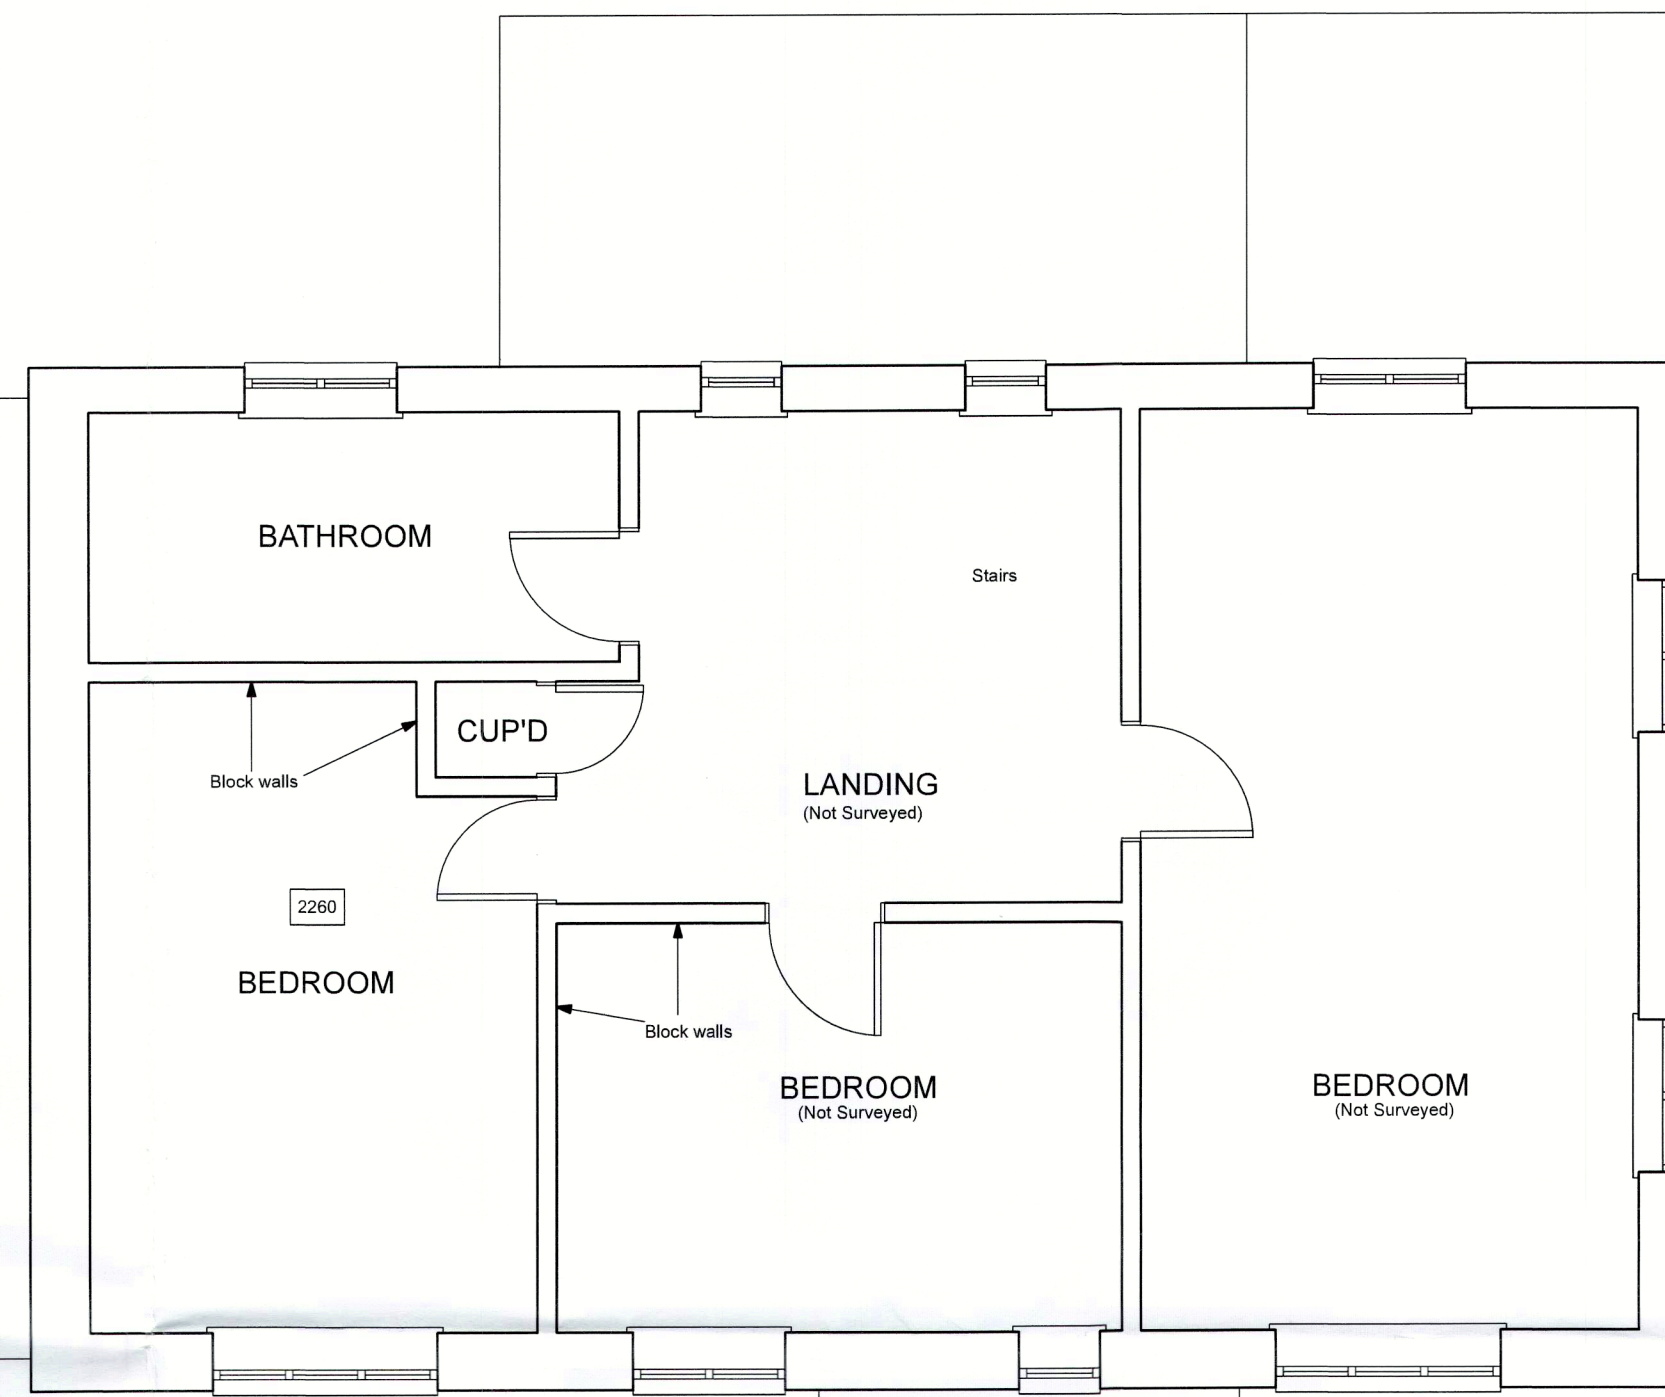 BATHROOM
Stairs
CUP'D
Block walls
LANDING
(Not Surveyed)
2260
BEDROOM
Block walls
BEDROOM
(Not Surveyed)
BEDROOM
(Not Surveyed)